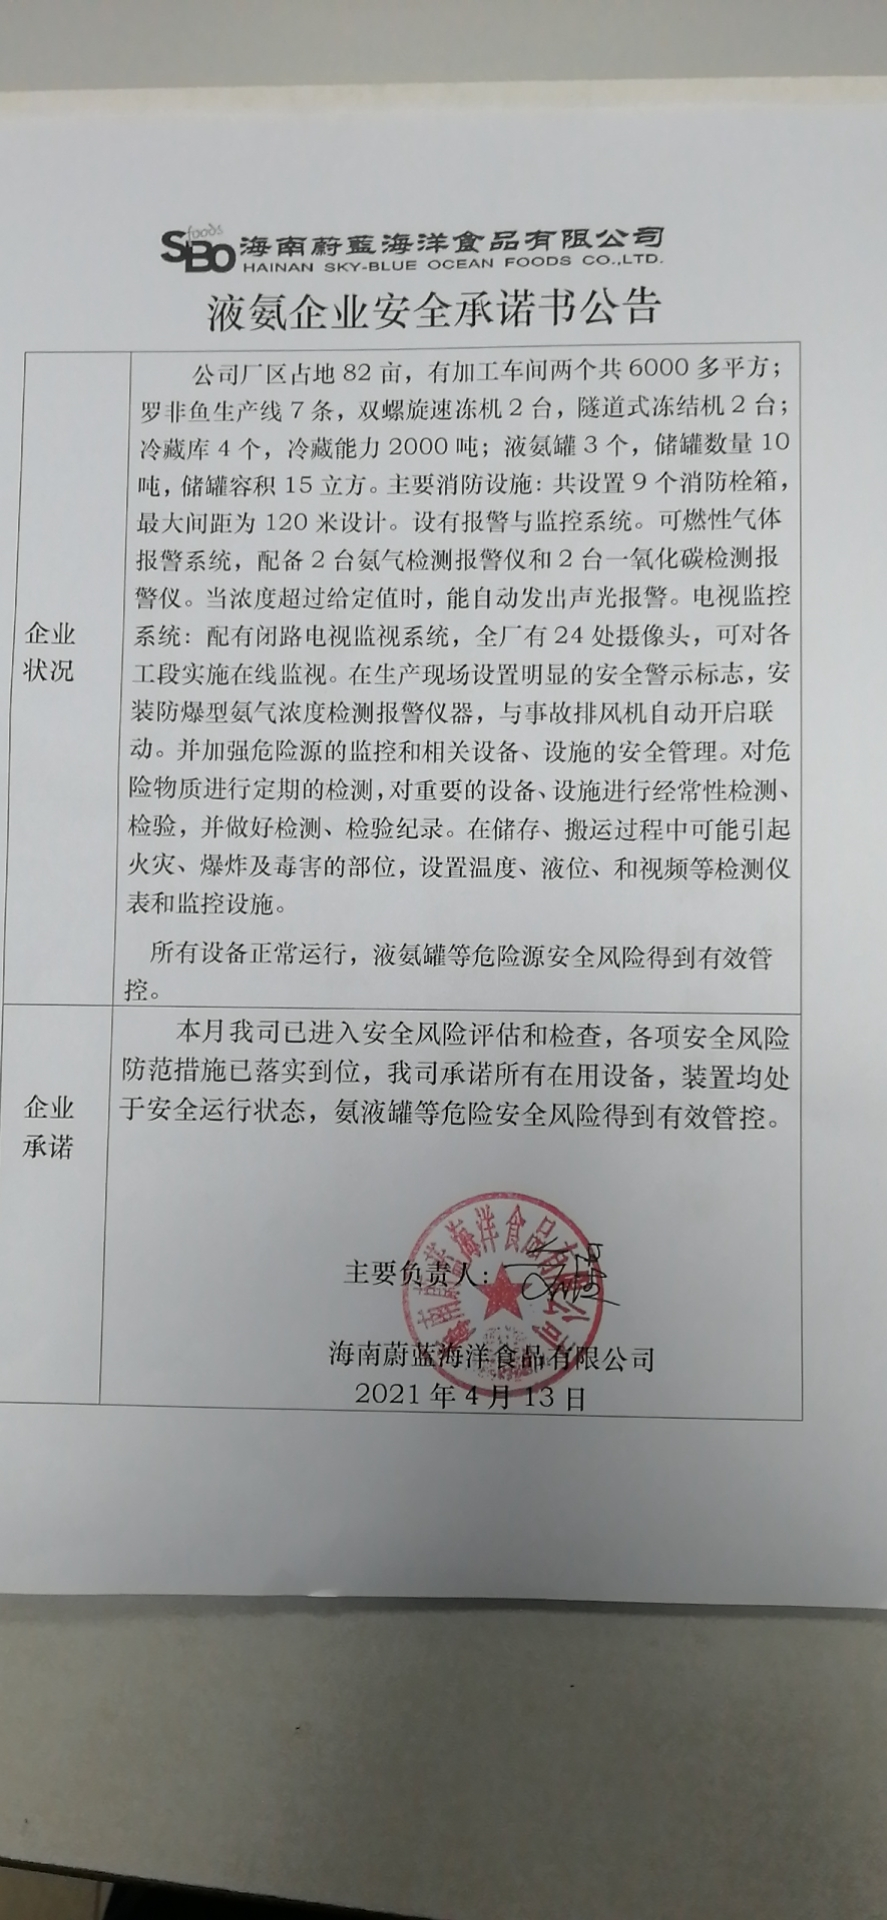 foods
SBO 海南蔚藍海洋食品有限公司
HAINAN SKY-BLUE OCEAN FOODS CO.,LTD.
液氨企业安全承诺书公告
企业
状况
公司厂区占地 82 亩，有加工车间两个共 6000 多平方；
罗非鱼生产线 7 条，双螺旋速冻机 2 台，隧道式冻结机 2 台；
冷藏库 4 个，冷藏能力 2000 吨；液氨罐 3 个，储罐数量 10
吨，储罐容积 15 立方。主要消防设施：共设置 9 个消防栓箱，
最大间距为 120 米设计。设有报警与监控系统。可燃性气体
报警系统，配备 2 台氨气检测报警仪和 2 台一氧化碳检测报
警仪。当浓度超过给定值时，能自动发出声光报警。电视监控
系统：配有闭路电视监视系统，全厂有 24 处摄像头，可对各
工段实施在线监视。在生产现场设置明显的安全警示标志，安
装防爆型氨气浓度检测报警仪器，与事故排风机自动开启联
动。并加强危险源的监控和相关设备、设施的安全管理。对危
险物质进行定期的检测，对重要的设备、设施进行经常性检测、
检验，并做好检测、检验纪录。在储存、搬运过程中可能引起
火灾、爆炸及毒害的部位，设置温度、液位、和视频等检测仪
表和监控设施。
所有设备正常运行，液氨罐等危险源安全风险得到有效管
控。
企业
承诺
本月我司已进入安全风险评估和检查，各项安全风险
防范措施已落实到位，我司承诺所有在用设备，装置均处
于安全运行状态，氨液罐等危险安全风险得到有效管控。
主要负责人：
海南蔚蓝海洋食品有限公司
海南蔚蓝海洋食品有限公司
2021 年 4 月 13 日